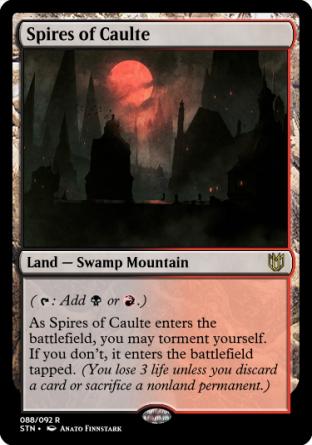 Spires of Caulte
Land — Swamp Mountain
( : Add or .)
As Spires of Caulte enters the
battlefield, you may torment yourself.
If you don't, it enters the battlefield
tapped. (You lose 3 life unless you discard
a card or sacrifice a nonland permanent.)
088/092 R
STN • Anato Finnstark